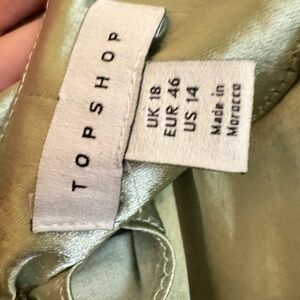 TOPSHOP
UK 18
EUR 46
US 14
Made in
Morocco